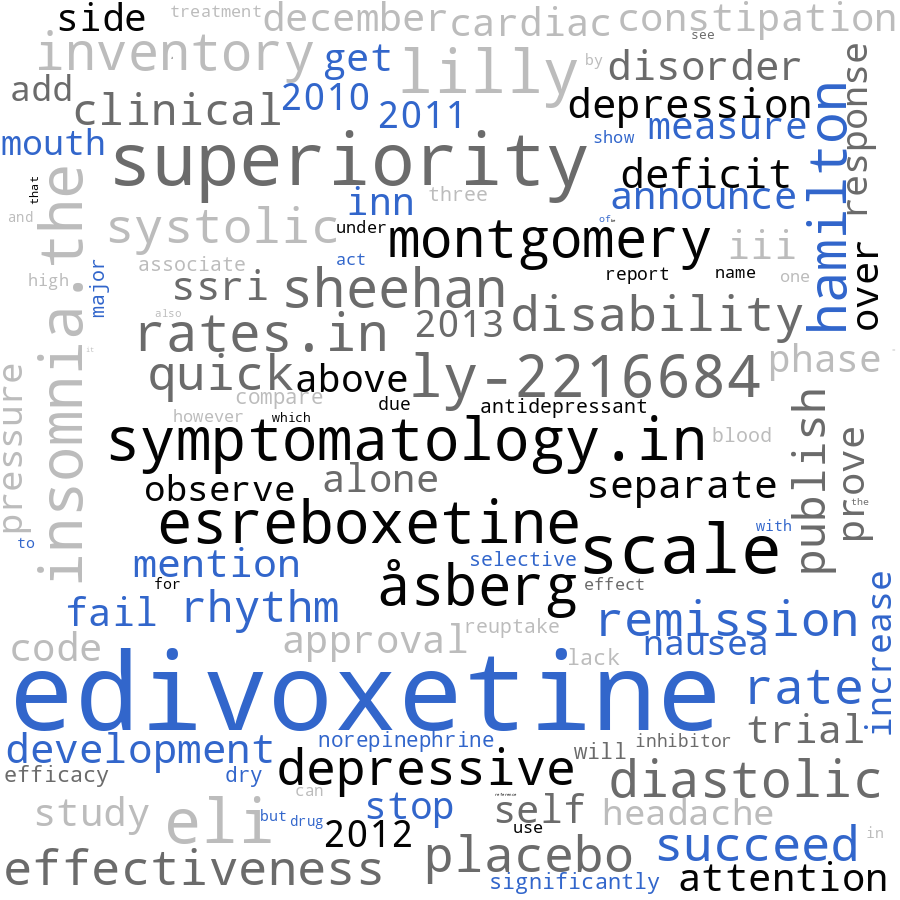 side
treatment
december
cardiac
constipation
see
inventory
get
lilly
by
disorder
response
add
clinical
2010
2011
depression
measure
hamilton
mouth
superiority
show
that
insomnia.the
deficit
announce
inn
three
and
systolic
under
of
montgomery
iii
over
major
act
associate
report
name
one
high
ssri
sheehan
also
rates.in
2013
disability
it
quick
above
ly-2216684
phase
pressure
compare
due
antidepressant
however
which
symptomatology.in
blood
publish
prove
alone
observe
separate
the
esreboxetine
scale
with
to
mention
selective
for
åsberg
effect
fail
rhythm
remission
increase
code
approval
reuptake
nausea
lack
edivoxetine
rate
development
norepinephrine
will
inhibitor
trial
efficacy
dry
depressive
can
diastolic
study
eli
but
drug
stop
reference
self
headache
2012
use
in
effectiveness
placebo
succeed
significantly
attention